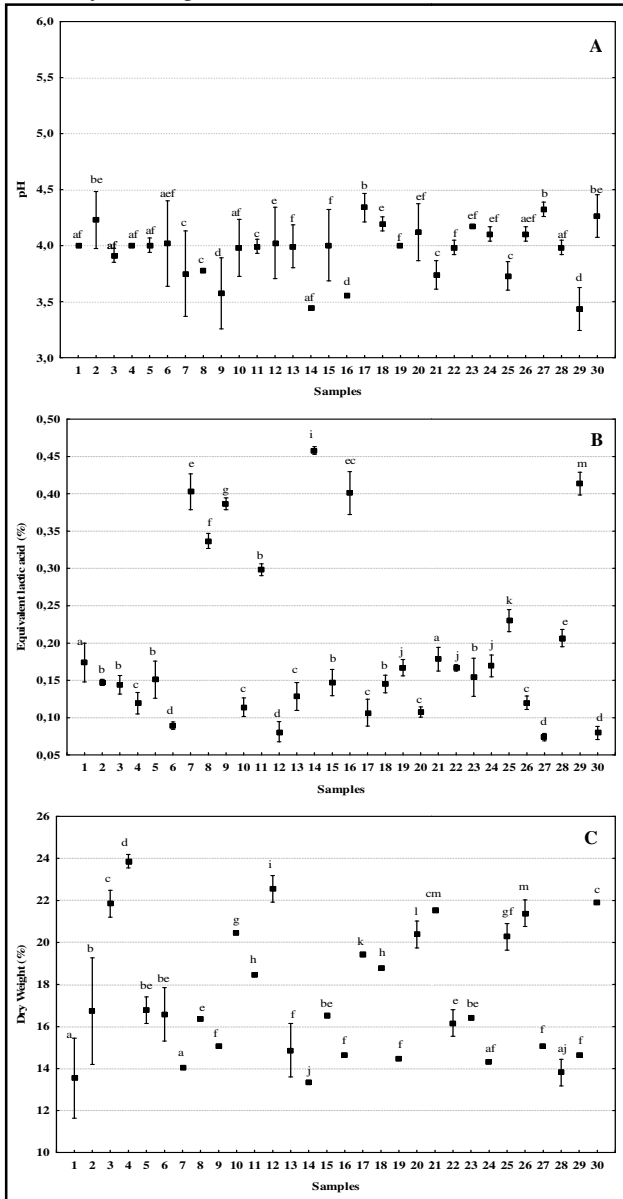 A
6,0
5,5
5,0
4,5
4,0
3,5
3,0
pH
af be af af af aef c c d af c e f af f d b e f ef c f ef ef c aef b af d be
1 2 3 4 5 6 7 8 9 10 11 12 13 14 15 16 17 18 19 20 21 22 23 24 25 26 27 28 29 30
Samples
B
0,50
0,45
0,40
0,35
0,30
0,25
0,20
0,15
0,10
0,05
Equivalent lactic acid (%)
a b b c b d e f g c b d c i b ec c b j c a j b j k c d e m d
1 2 3 4 5 6 7 8 9 10 11 12 13 14 15 16 17 18 19 20 21 22 23 24 25 26 27 28 29 30
Samples
C
26
24
22
20
18
16
14
12
10
Dry Weight (%)
a b c d be be a e f g h i f j be f k h f l cm e be af gf m f aj f c
1 2 3 4 5 6 7 8 9 10 11 12 13 14 15 16 17 18 19 20 21 22 23 24 25 26 27 28 29 30
Samples